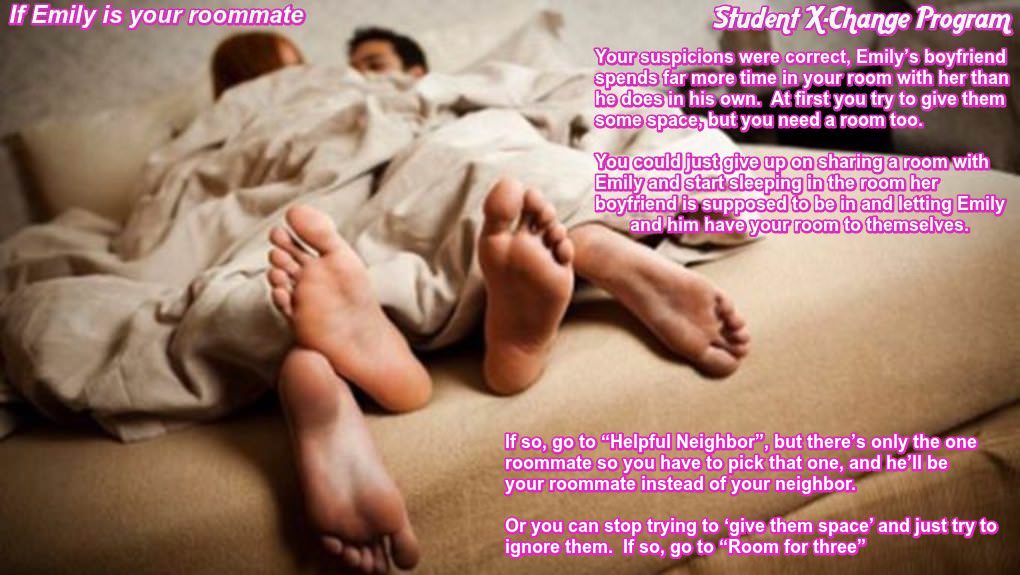 If Emily is your roommate
Student X-Change Program
Your suspicions were correct, Emily’s boyfriend
spends far more time in your room with her than
he does in his own.  At first you try to give them
some space, but you need a room too.
You could just give up on sharing a room with
Emily and start sleeping in the room her
boyfriend is supposed to be in and letting Emily
and him have your room to themselves.
If so, go to “Helpful Neighbor”, but there’s only the one
roommate so you have to pick that one, and he’ll be
your roommate instead of your neighbor.
Or you can stop trying to ‘give them space’ and just try to
ignore them.  If so, go to “Room for three”